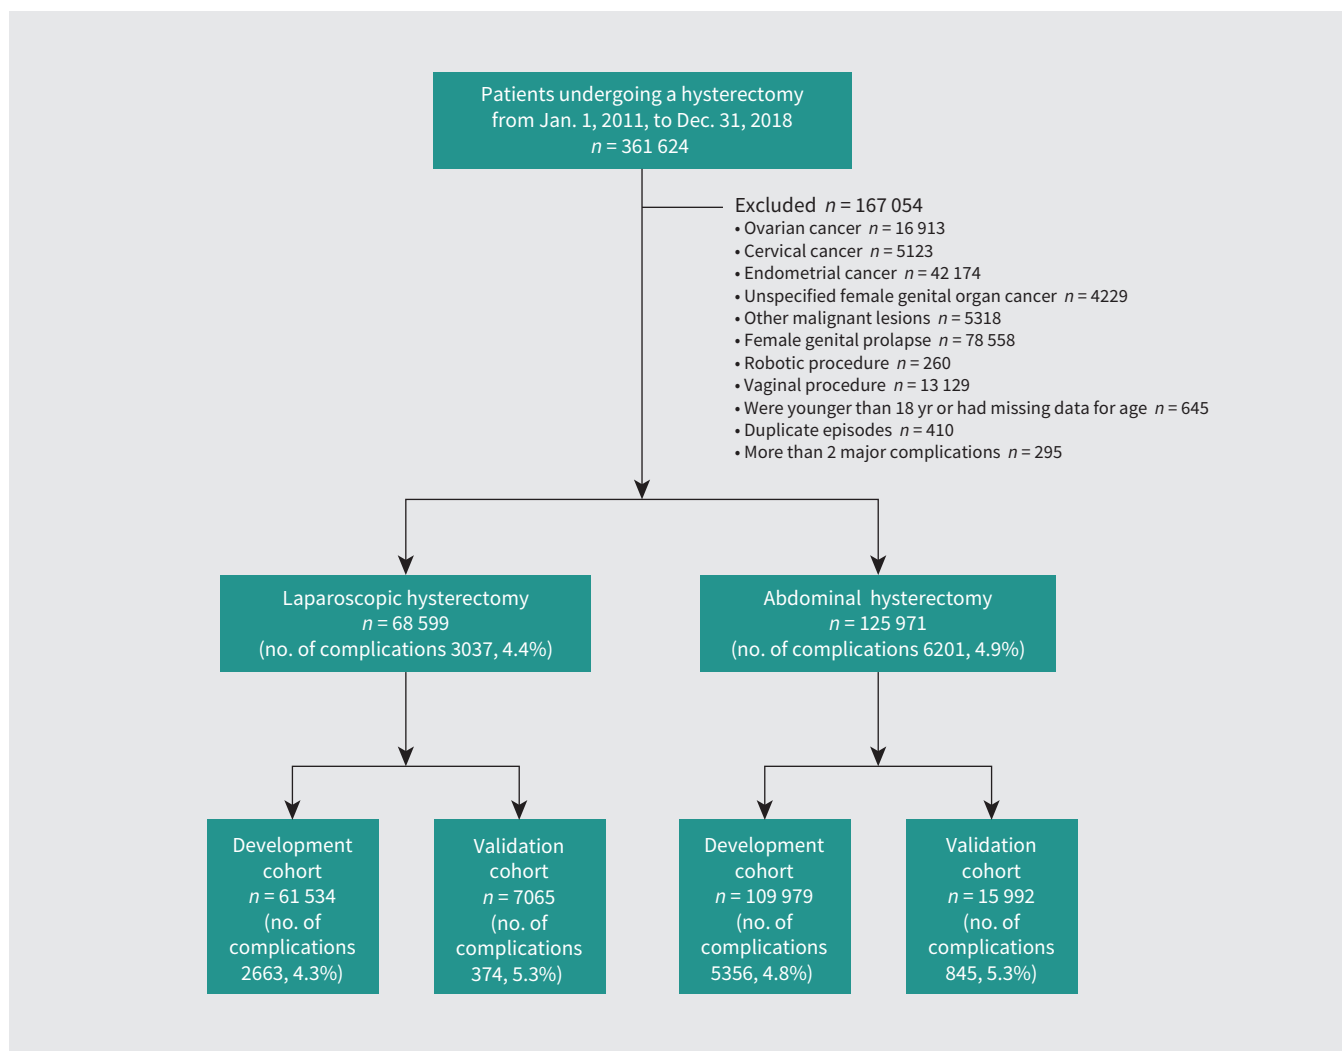 Patients undergoing a hysterectomy
from Jan. 1, 2011, to Dec. 31, 2018
n = 361 624
Excluded n = 167 054
• Ovarian cancer n = 16 913
• Cervical cancer n = 5123
• Endometrial cancer n = 42 174
• Unspecified female genital organ cancer n = 4229
• Other malignant lesions n = 5318
• Female genital prolapse n = 78 558
• Robotic procedure n = 260
• Vaginal procedure n = 13 129
• Were younger than 18 yr or had missing data for age n = 645
• Duplicate episodes n = 410
• More than 2 major complications n = 295
Laparoscopic hysterectomy
n = 68 599
(no. of complications 3037, 4.4%)
Abdominal hysterectomy
n = 125 971
(no. of complications 6201, 4.9%)
Development
cohort
n = 61 534
(no. of
complications
2663, 4.3%)
Validation
cohort
n = 7065
(no. of
complications
374, 5.3%)
Development
cohort
n = 109 979
(no. of
complications
5356, 4.8%)
Validation
cohort
n = 15 992
(no. of
complications
845, 5.3%)